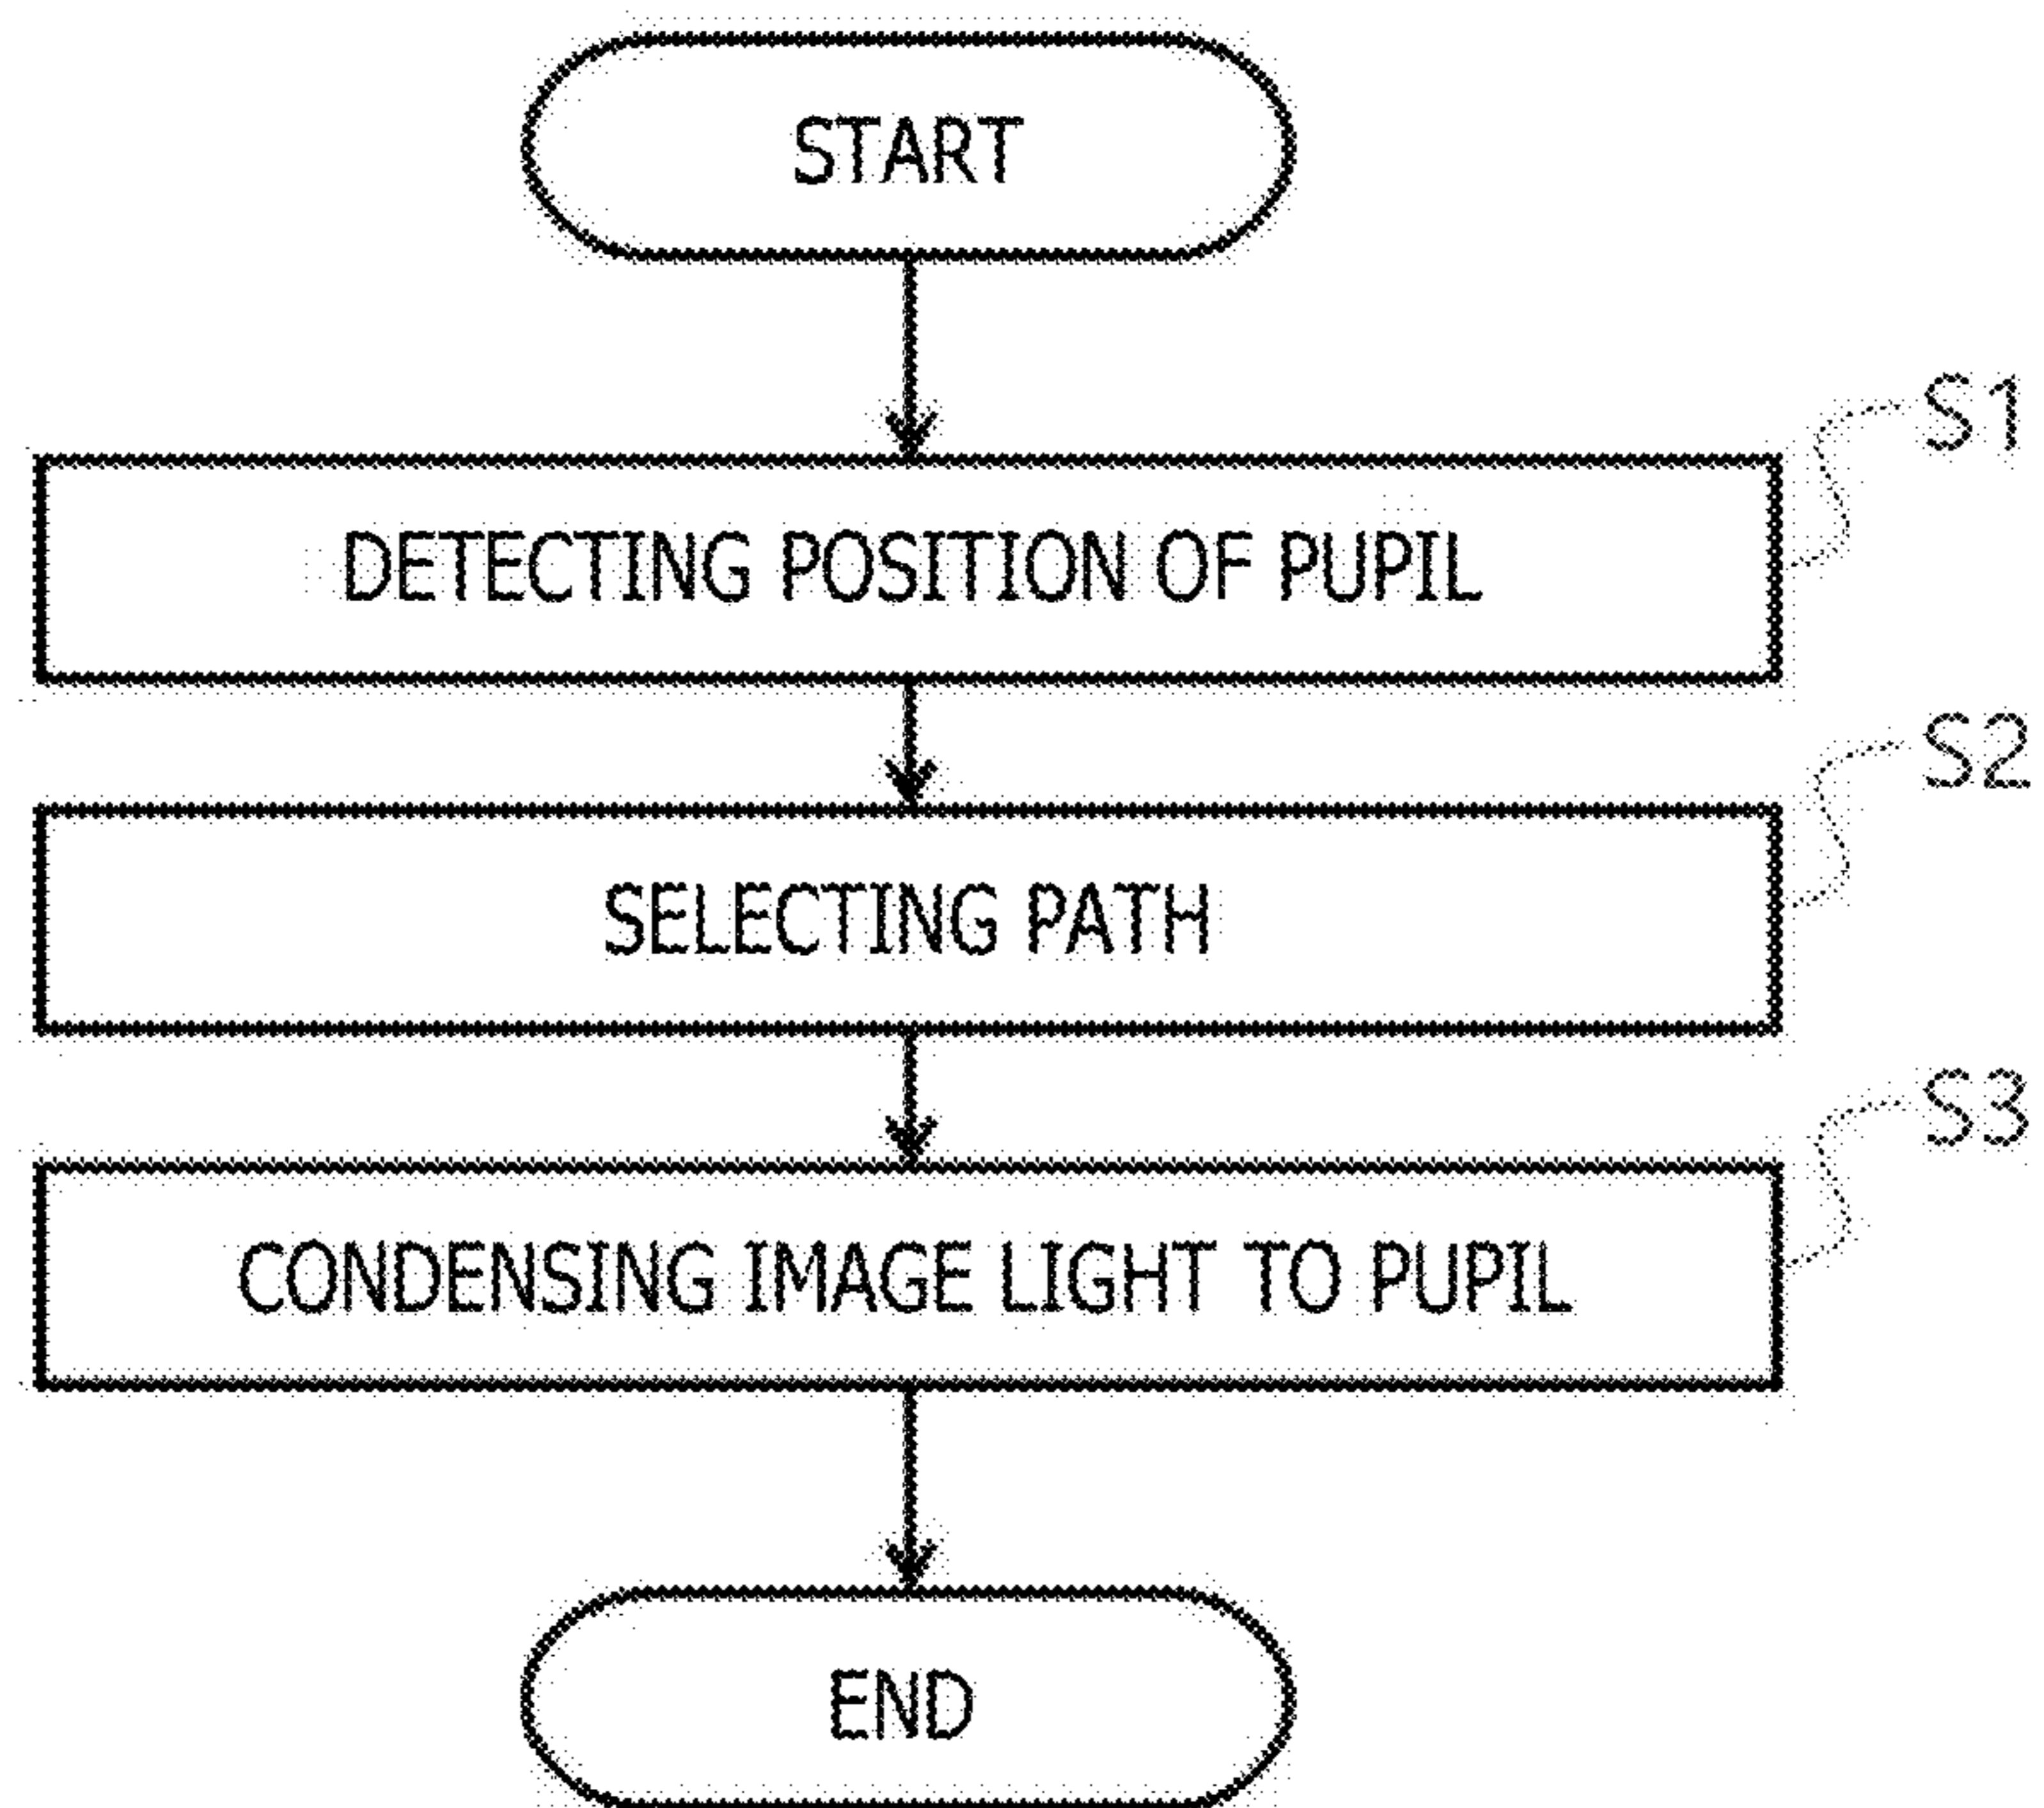 START
S1
DETECTING POSITION OF PUPIL
S2
SELECTING PATH
S3
CONDENSING IMAGE LIGHT TO PUPIL
END